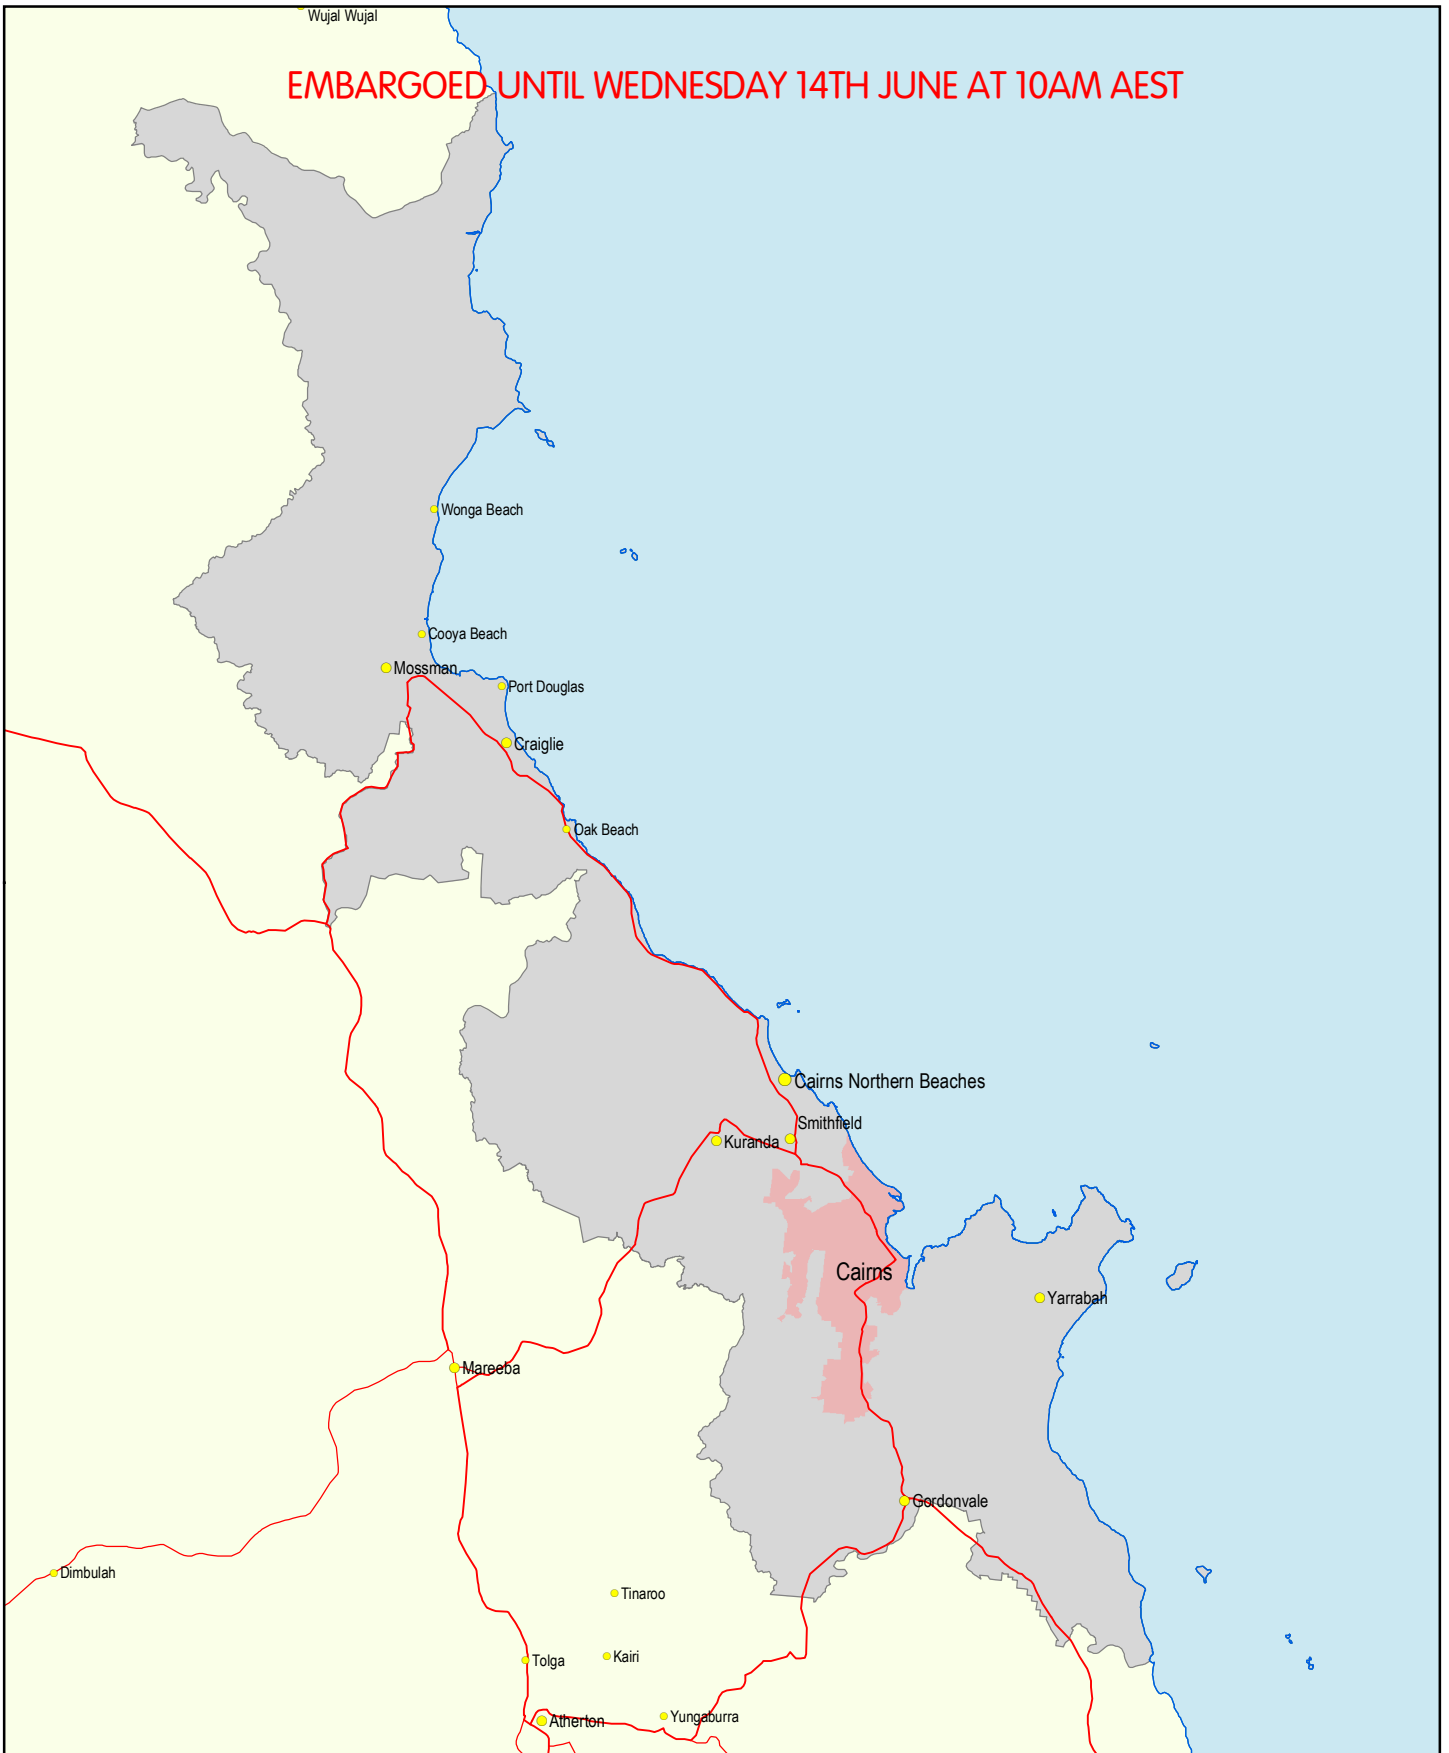 Wujal Wujal
EMBARGOED UNTIL WEDNESDAY 14TH JUNE AT 10AM AEST
Wonga Beach
Cooya Beach
Mossman
Port Douglas
Craiglie
Oak Beach
Cairns Northern Beaches
Smithfield
Kuranda
Cairns
Yarrabah
Mareeba
Gordonvale
Dimbulah
Tinaroo
Kairi
Tolga
Yungaburra
Atherton